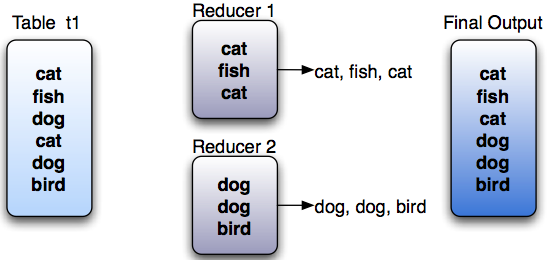 Table t1
cat
fish
dog
cat
dog
bird
Reducer 1
cat
fish
cat
cat, fish, cat
Reducer 2
dog
dog
bird
dog, dog, bird
Final Output
cat
fish
cat
dog
dog
bird